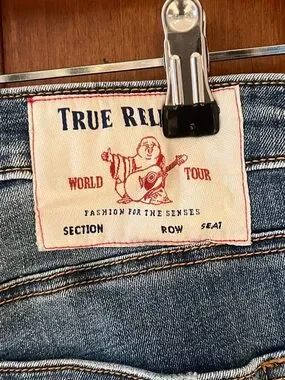 TRUE REL
WORLD TOUR
FASHION FOR THE SENSES
SECTION ROW SEAT